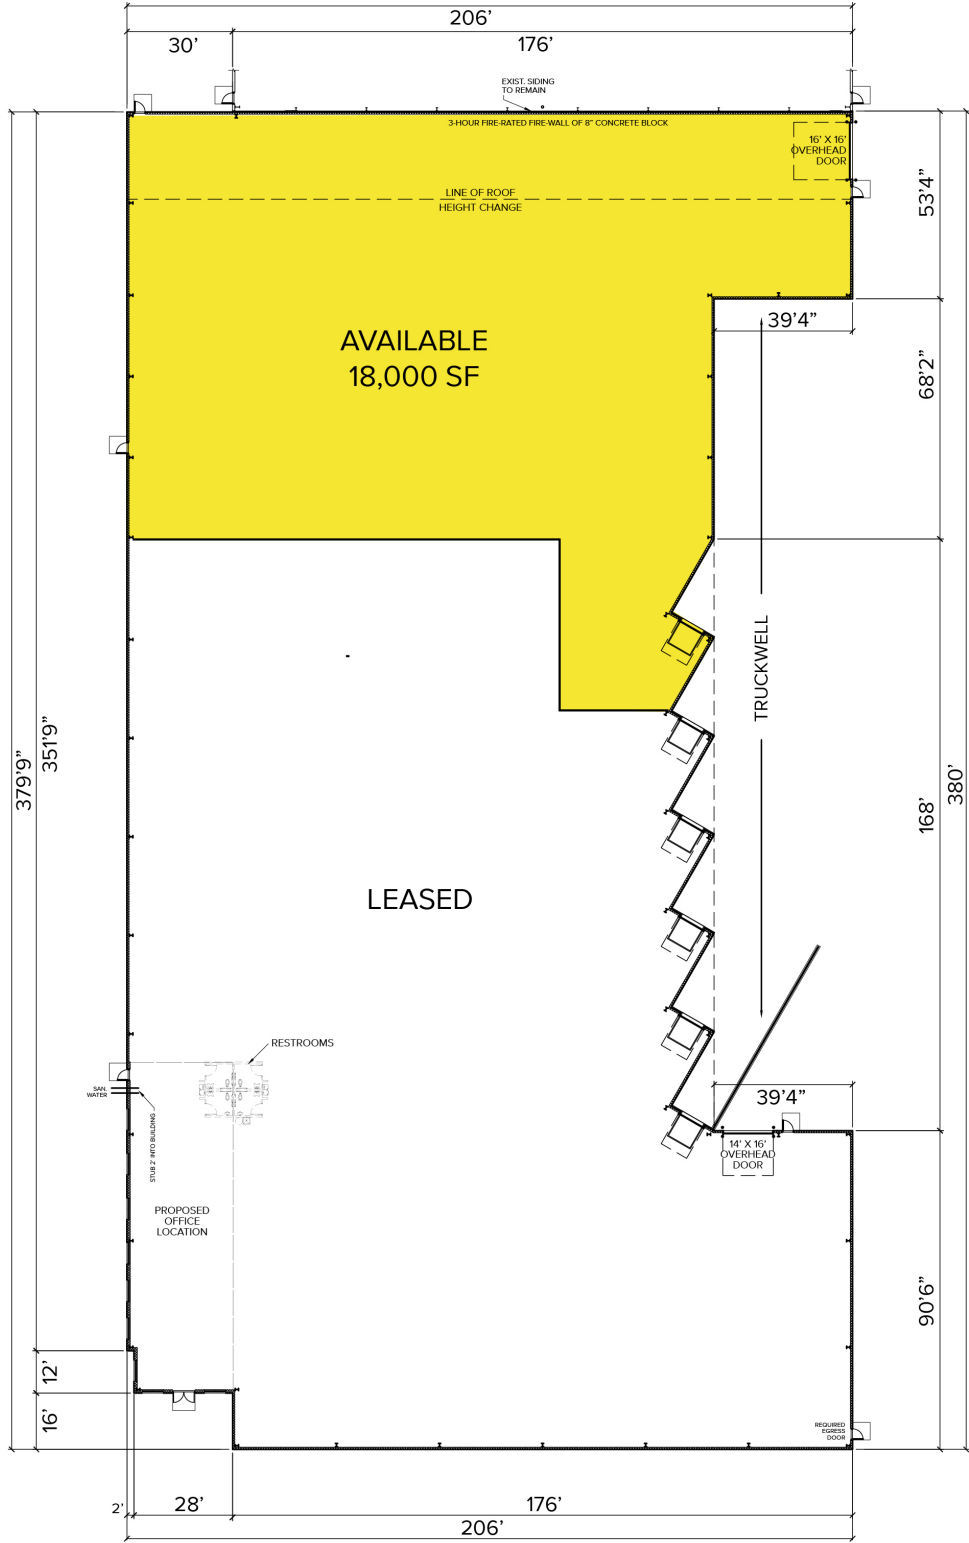 206’
30’
176’
EXIST. SIDING
TO REMAIN
3-HOUR FIRE-RATED FIRE-WALL OF 8" CONCRETE BLOCK
16’ X 16’
OVERHEAD
DOOR
53’4”
LINE OF ROOF
HEIGHT CHANGE
39’4”
AVAILABLE
18,000 SF
68’2”
TRUCKWELL
351’9”
379’9”
168’
380’
LEASED
RESTROOMS
SAN.
WATER
STUB 2' INTO BUILDING
39’4”
14’ X 16’
OVERHEAD
DOOR
PROPOSED
OFFICE
LOCATION
90’6”
12’
16’
REQUIRED
EGRESS
DOOR
2’
28’
176’
206’